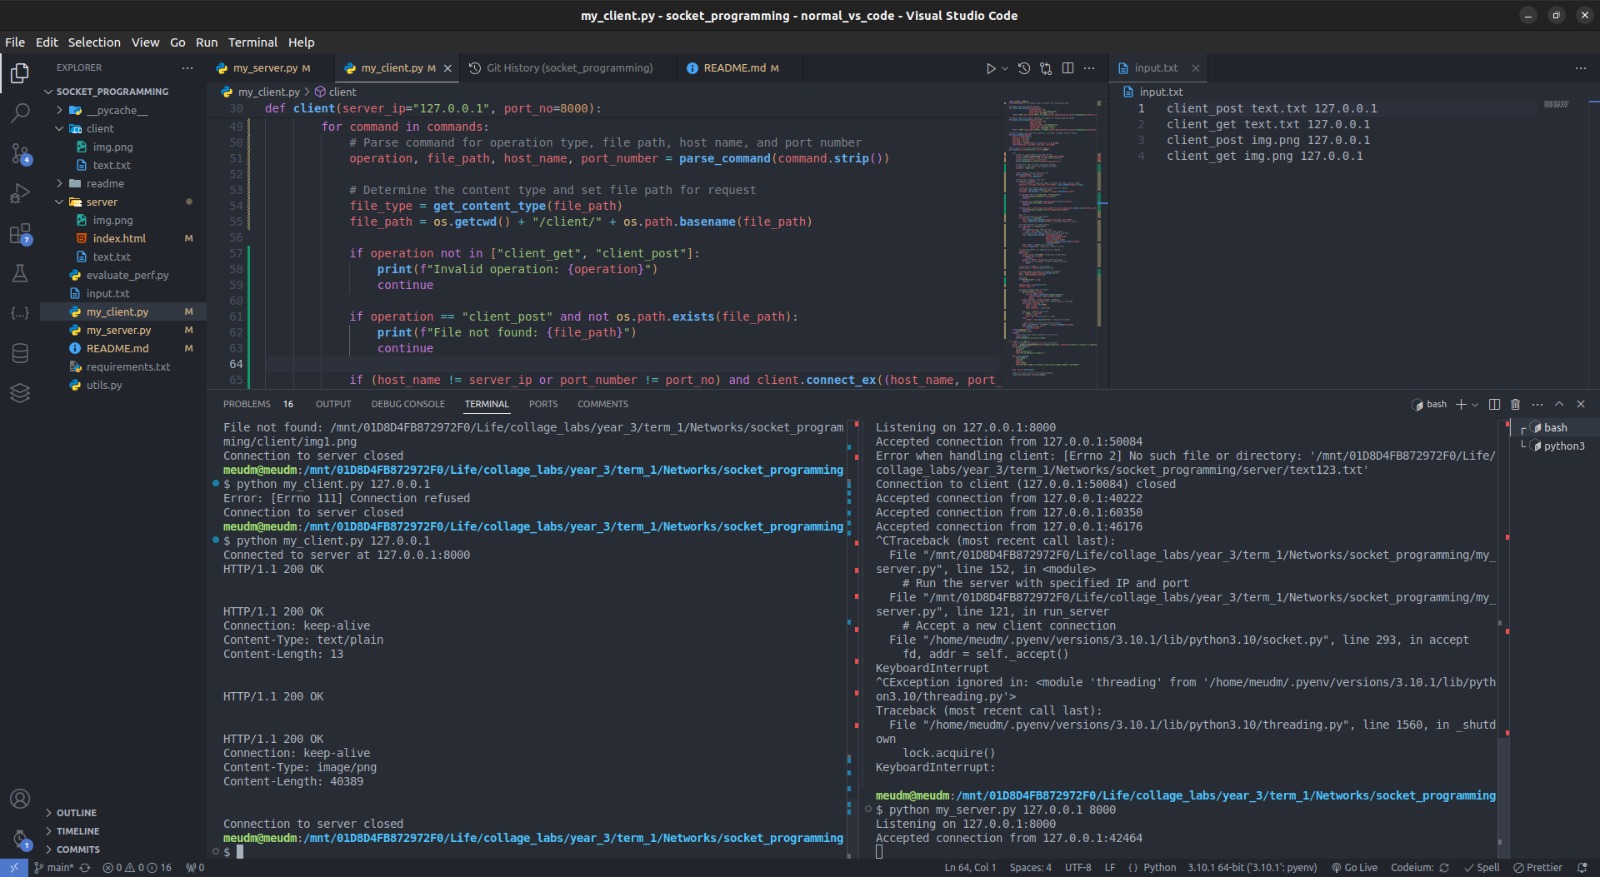 my_client.py - socket_programming - normal_vs_code - Visual Studio Code
File Edit Selection View Go Run Terminal Help
EXPLORER
SOCKET_PROGRAMMING
__pycache__
client
img.png
text.txt
readme
server
img.png
index.html M
text.txt
evaluate_perf.py
input.txt
my_client.py M
my_server.py M
README.md M
requirements.txt
utils.py
OUTLINE
TIMELINE
COMMITS
4
7
1
my_server.py M
my_client.py M
Git History (socket_programming)
README.md M
my_client.py > client
30 def client(server_ip="127.0.0.1", port_no=8000):
49 for command in commands:
50 # Parse command for operation type, file path, host name, and port number
51 operation, file_path, host_name, port_number = parse_command(command.strip())
52
53 # Determine the content type and set file path for request
54 file_type = get_content_type(file_path)
55 file_path = os.getcwd() + "/client/" + os.path.basename(file_path)
56
57 if operation not in ["client_get", "client_post"]:
58 print(f"Invalid operation: {operation}")
59 continue
60
61 if operation == "client_post" and not os.path.exists(file_path):
62 print(f"File not found: {file_path}")
63 continue
64
65 if (host_name != server_ip or port_number != port_no) and client.connect_ex((host_name, port_
input.txt
input.txt
1 client_post text.txt 127.0.0.1
2 client_get text.txt 127.0.0.1
3 client_post img.png 127.0.0.1
4 client_get img.png 127.0.0.1
PROBLEMS 16 OUTPUT DEBUG CONSOLE TERMINAL PORTS COMMENTS
bash
File not found: /mnt/01D8D4FB872972F0/Life/collage_labs/year_3/term_1/Networks/socket_program
ming/client/img1.png
Connection to server closed
meudm@meudm:/mnt/01D8D4FB872972F0/Life/collage_labs/year_3/term_1/Networks/socket_programming
$ python my_client.py 127.0.0.1
Error: [Errno 111] Connection refused
Connection to server closed
meudm@meudm:/mnt/01D8D4FB872972F0/Life/collage_labs/year_3/term_1/Networks/socket_programming
$ python my_client.py 127.0.0.1
Connected to server at 127.0.0.1:8000
HTTP/1.1 200 OK
HTTP/1.1 200 OK
Connection: keep-alive
Content-Type: text/plain
Content-Length: 13
HTTP/1.1 200 OK
HTTP/1.1 200 OK
Connection: keep-alive
Content-Type: image/png
Content-Length: 40389
Connection to server closed
meudm@meudm:/mnt/01D8D4FB872972F0/Life/collage_labs/year_3/term_1/Networks/socket_programming
$
Listening on 127.0.0.1:8000
Accepted connection from 127.0.0.1:50084
Error when handling client: [Errno 2] No such file or directory: '/mnt/01D8D4FB872972F0/Life/
collage_labs/year_3/term_1/Networks/socket_programming/server/text123.txt'
Connection to client (127.0.0.1:50084) closed
Accepted connection from 127.0.0.1:40222
Accepted connection from 127.0.0.1:60350
Accepted connection from 127.0.0.1:46176
^CTraceback (most recent call last):
File "/mnt/01D8D4FB872972F0/Life/collage_labs/year_3/term_1/Networks/socket_programming/my_
server.py", line 152, in <module>
# Run the server with specified IP and port
File "/mnt/01D8D4FB872972F0/Life/collage_labs/year_3/term_1/Networks/socket_programming/my_
server.py", line 121, in run_server
# Accept a new client connection
File "/home/meudm/.pyenv/versions/3.10.1/lib/python3.10/socket.py", line 293, in accept
fd, addr = self._accept()
KeyboardInterrupt
^CException ignored in: <module 'threading' from '/home/meudm/.pyenv/versions/3.10.1/lib/pyth
on3.10/threading.py'>
Traceback (most recent call last):
File "/home/meudm/.pyenv/versions/3.10.1/lib/python3.10/threading.py", line 1560, in _shutd
own
lock.acquire()
KeyboardInterrupt:
meudm@meudm:/mnt/01D8D4FB872972F0/Life/collage_labs/year_3/term_1/Networks/socket_programming
$ python my_server.py 127.0.0.1 8000
Listening on 127.0.0.1:8000
Accepted connection from 127.0.0.1:42464
bash
python3
main* 0 0 16 0
Ln 64, Col 1 Spaces: 4 UTF-8 LF {} Python 3.10.1 64-bit ('3.10.1': pyenv) Go Live Codeium: Spell Prettier